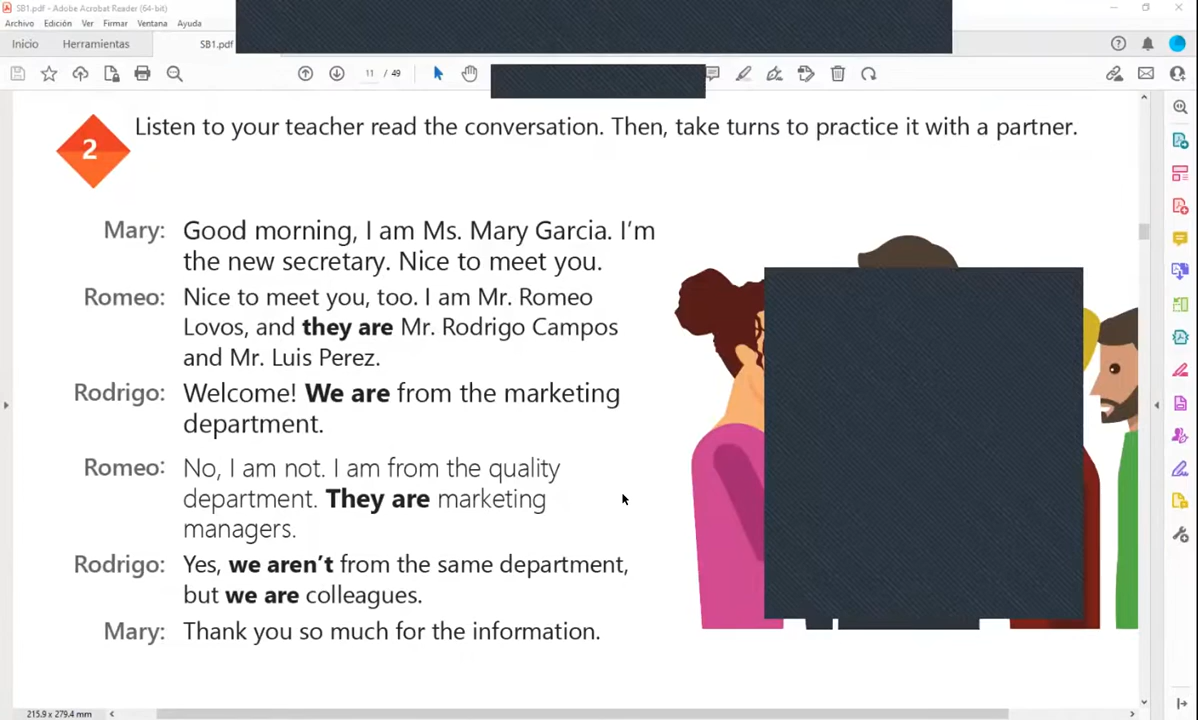 SB1.pdf - Adobe Acrobat Reader (64-bit)
Archivo Edición Ver Firmar Ventana Ayuda
Inicio Herramientas SB1.pdf
11 / 49
2 Listen to your teacher read the conversation. Then, take turns to practice it with a partner.
Mary: Good morning, I am Ms. Mary Garcia. I'm
the new secretary. Nice to meet you.
Romeo: Nice to meet you, too. I am Mr. Romeo
Lovos, and they are Mr. Rodrigo Campos
and Mr. Luis Perez.
Rodrigo: Welcome! We are from the marketing
department.
Romeo: No, I am not. I am from the quality
department. They are marketing
managers.
Rodrigo: Yes, we aren't from the same department,
but we are colleagues.
Mary: Thank you so much for the information.
215.9 x 279.4 mm